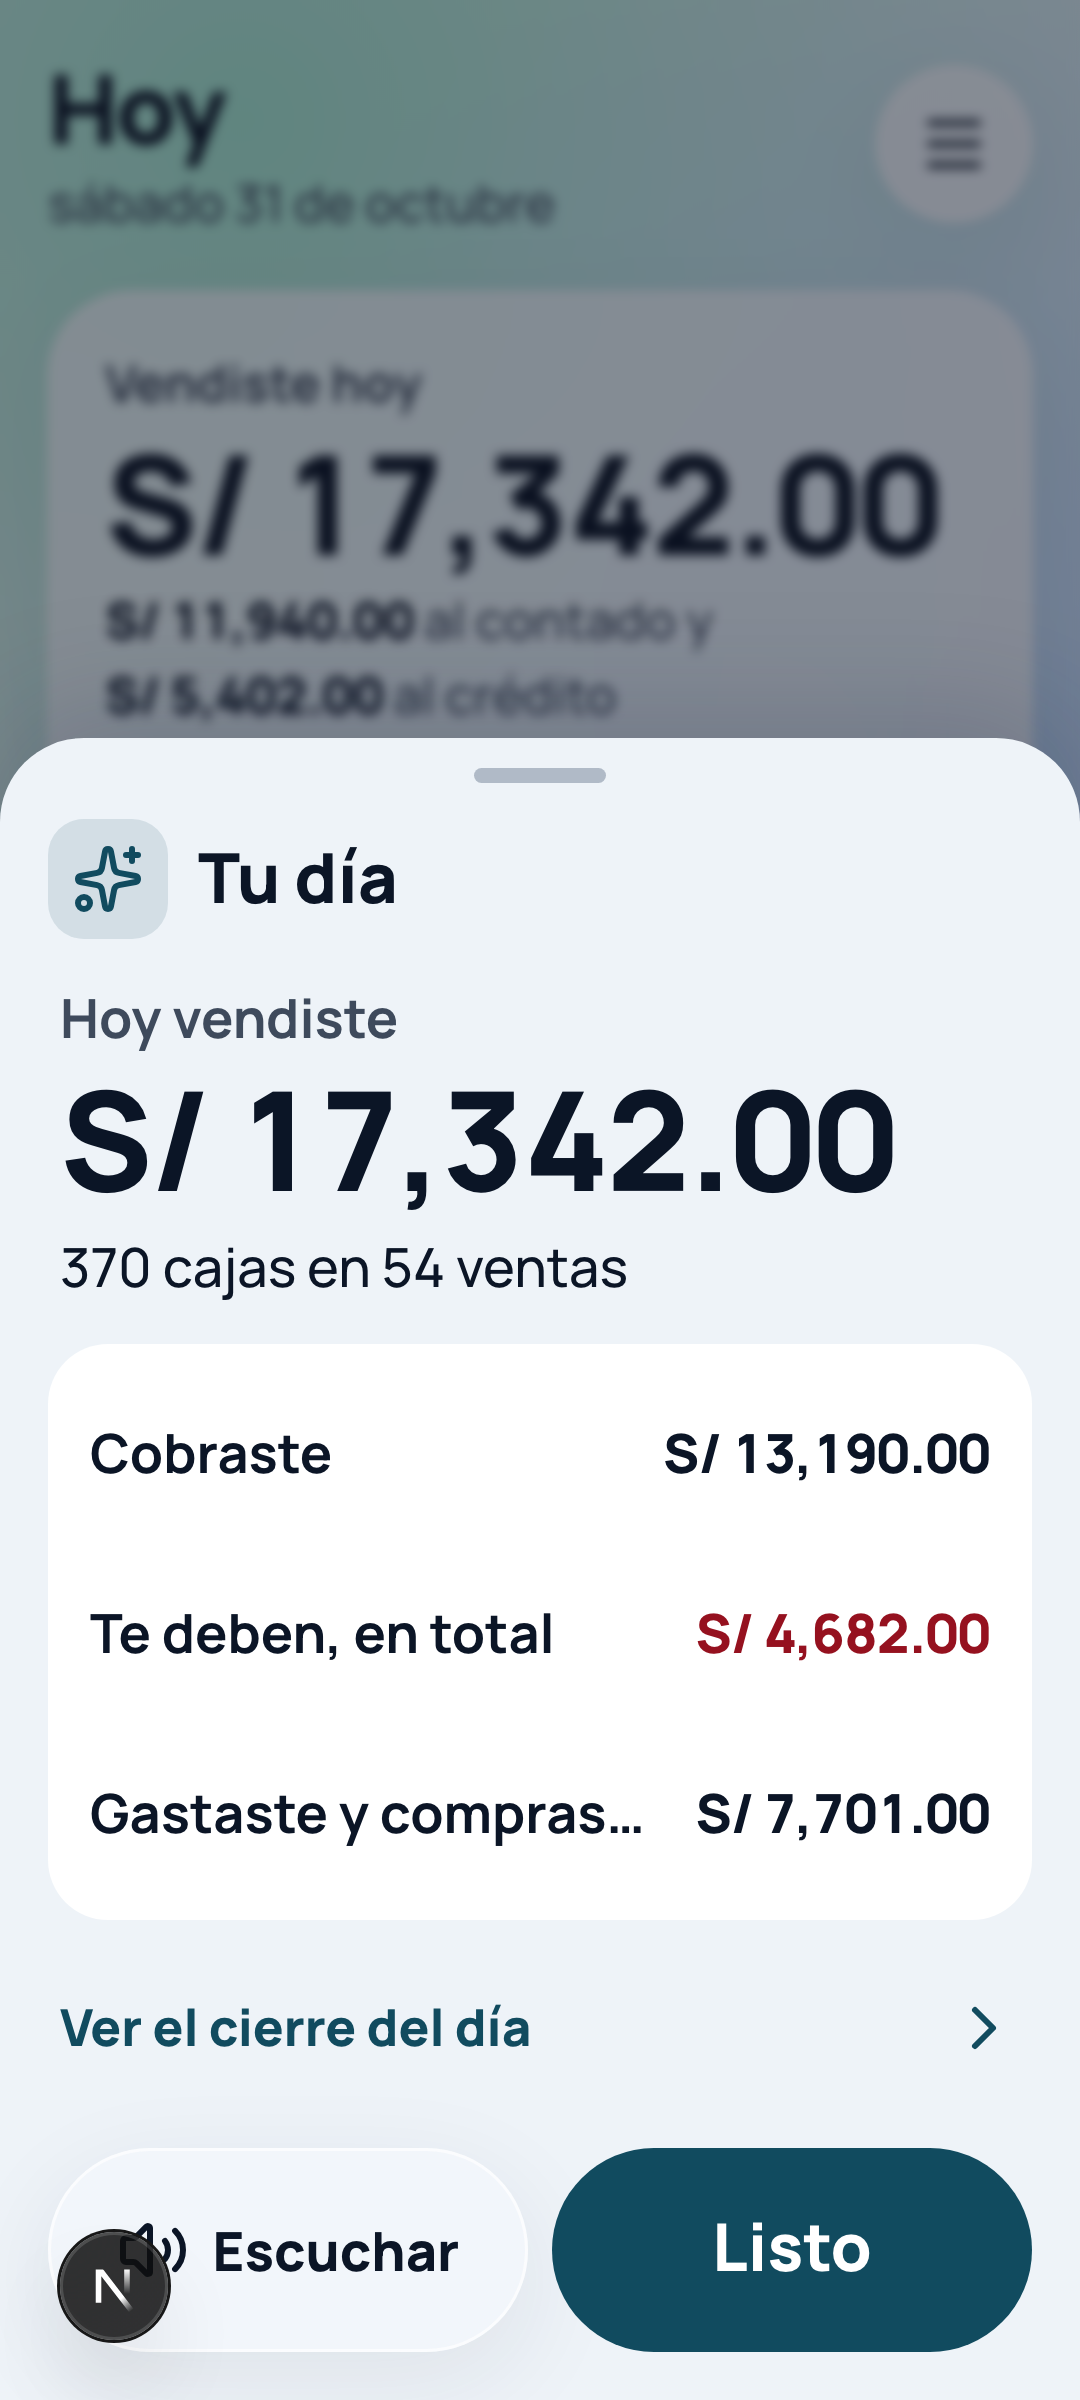 Hoy
sábado 31 de octubre
Vendiste hoy
S/ 17,342.00
S/ 11,940.00 al contado y
S/ 5,402.00 al crédito
Tu día
Hoy vendiste
S/ 17,342.00
370 cajas en 54 ventas
Cobraste S/ 13,190.00
Te deben, en total S/ 4,682.00
Gastaste y compras... S/ 7,701.00
Ver el cierre del día
Escuchar
Listo
N